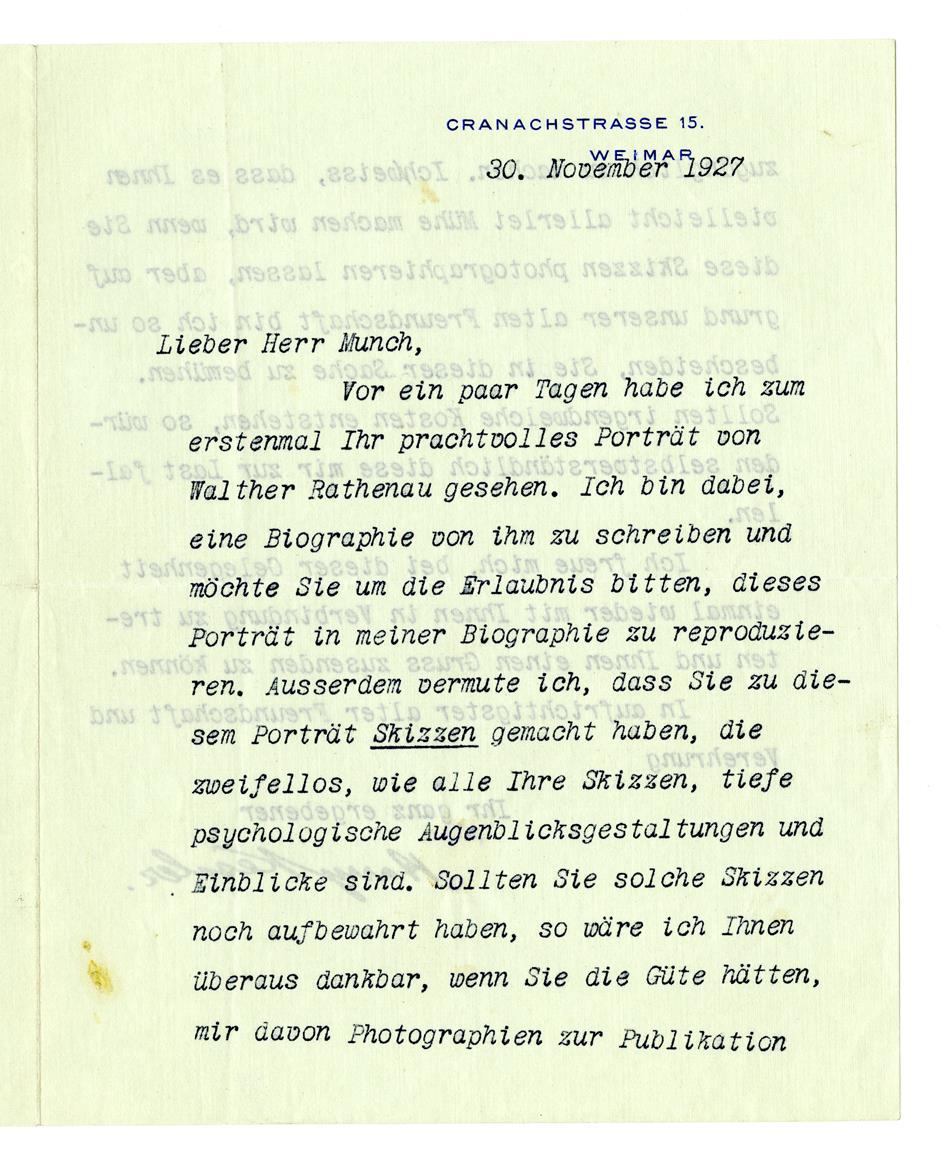 CRANACHSTRASSE 15.
WEIMAR
30. November 1927
Lieber Herr Munch,
Vor ein paar Tagen habe ich zum
erstenmal Ihr prachtvolles Porträt von
Walther Rathenau gesehen. Ich bin dabei,
eine Biographie von ihm zu schreiben und
möchte Sie um die Erlaubnis bitten, dieses
Porträt in meiner Biographie zu reproduzie-
ren. Ausserdem vermute ich, dass Sie zu die-
sem Porträt Skizzen gemacht haben, die
zweifellos, wie alle Ihre Skizzen, tiefe
psychologische Augenblicksgestaltungen und
Einblicke sind. Sollten Sie solche Skizzen
noch aufbewahrt haben, so wäre ich Ihnen
überaus dankbar, wenn Sie die Güte hätten,
mir davon Photographien zur Publikation